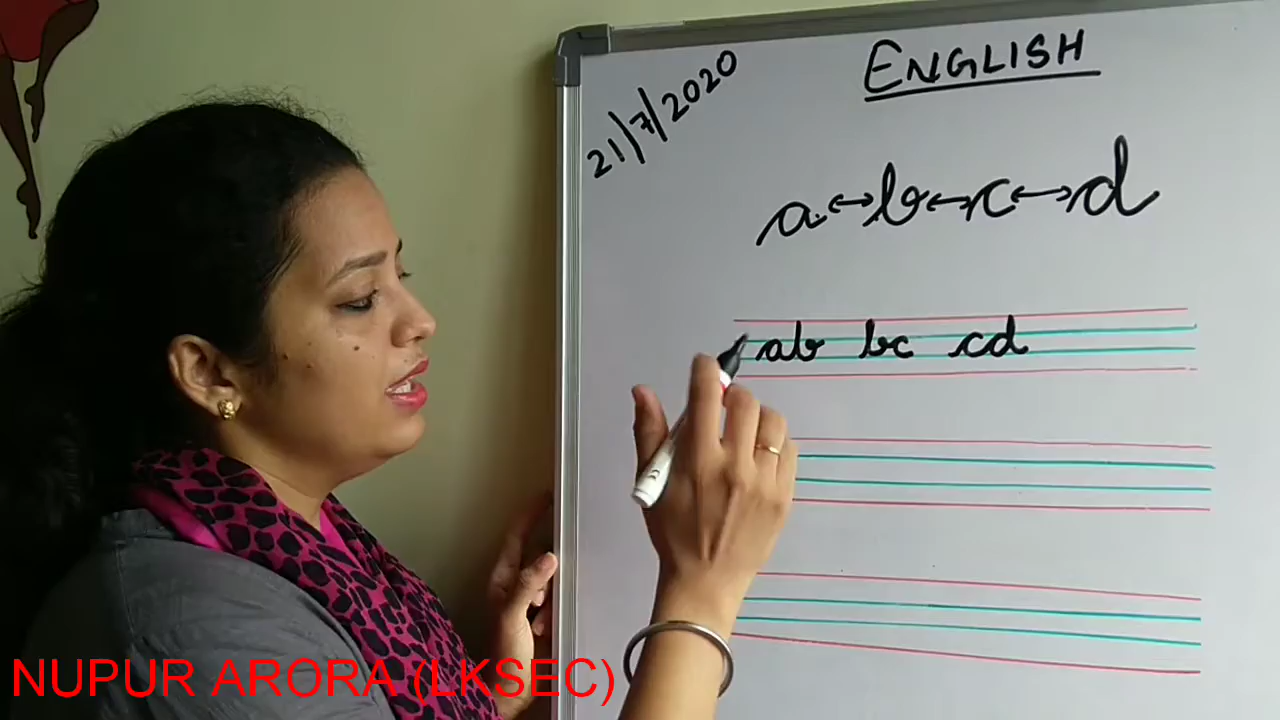 21/7/2020
ENGLISH
a↔b↔c↔d
ab bc cd
NUPUR ARORA (LKSEC)